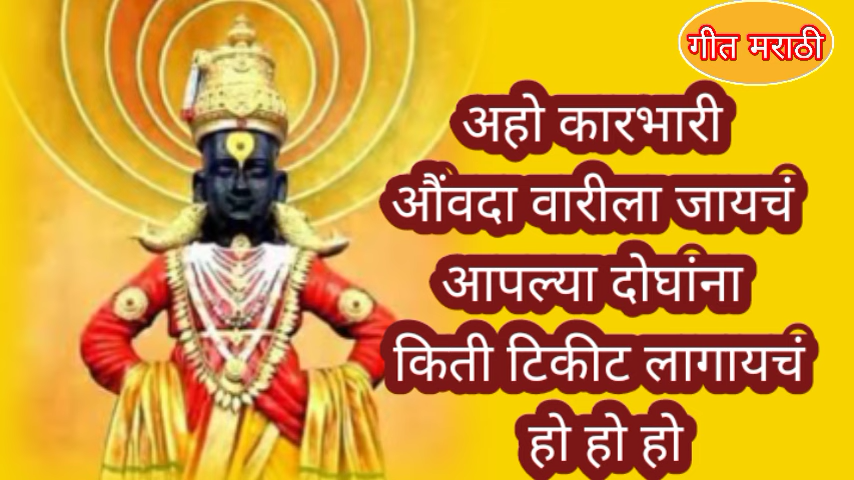 गीत मराठी
अहो कारभारी
औंवदा वारीला जायचं
आपल्या दोघांना
किती टिकीट लागायचं
हो हो हो